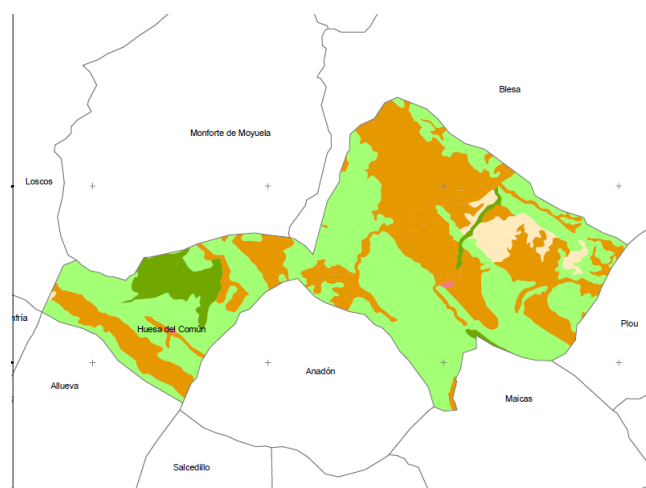 Blesa
Monforte de Moyuela
Loscos
nfría
Huesa del Común
Plou
Allueva
Anadón
Maicas
Salcedillo